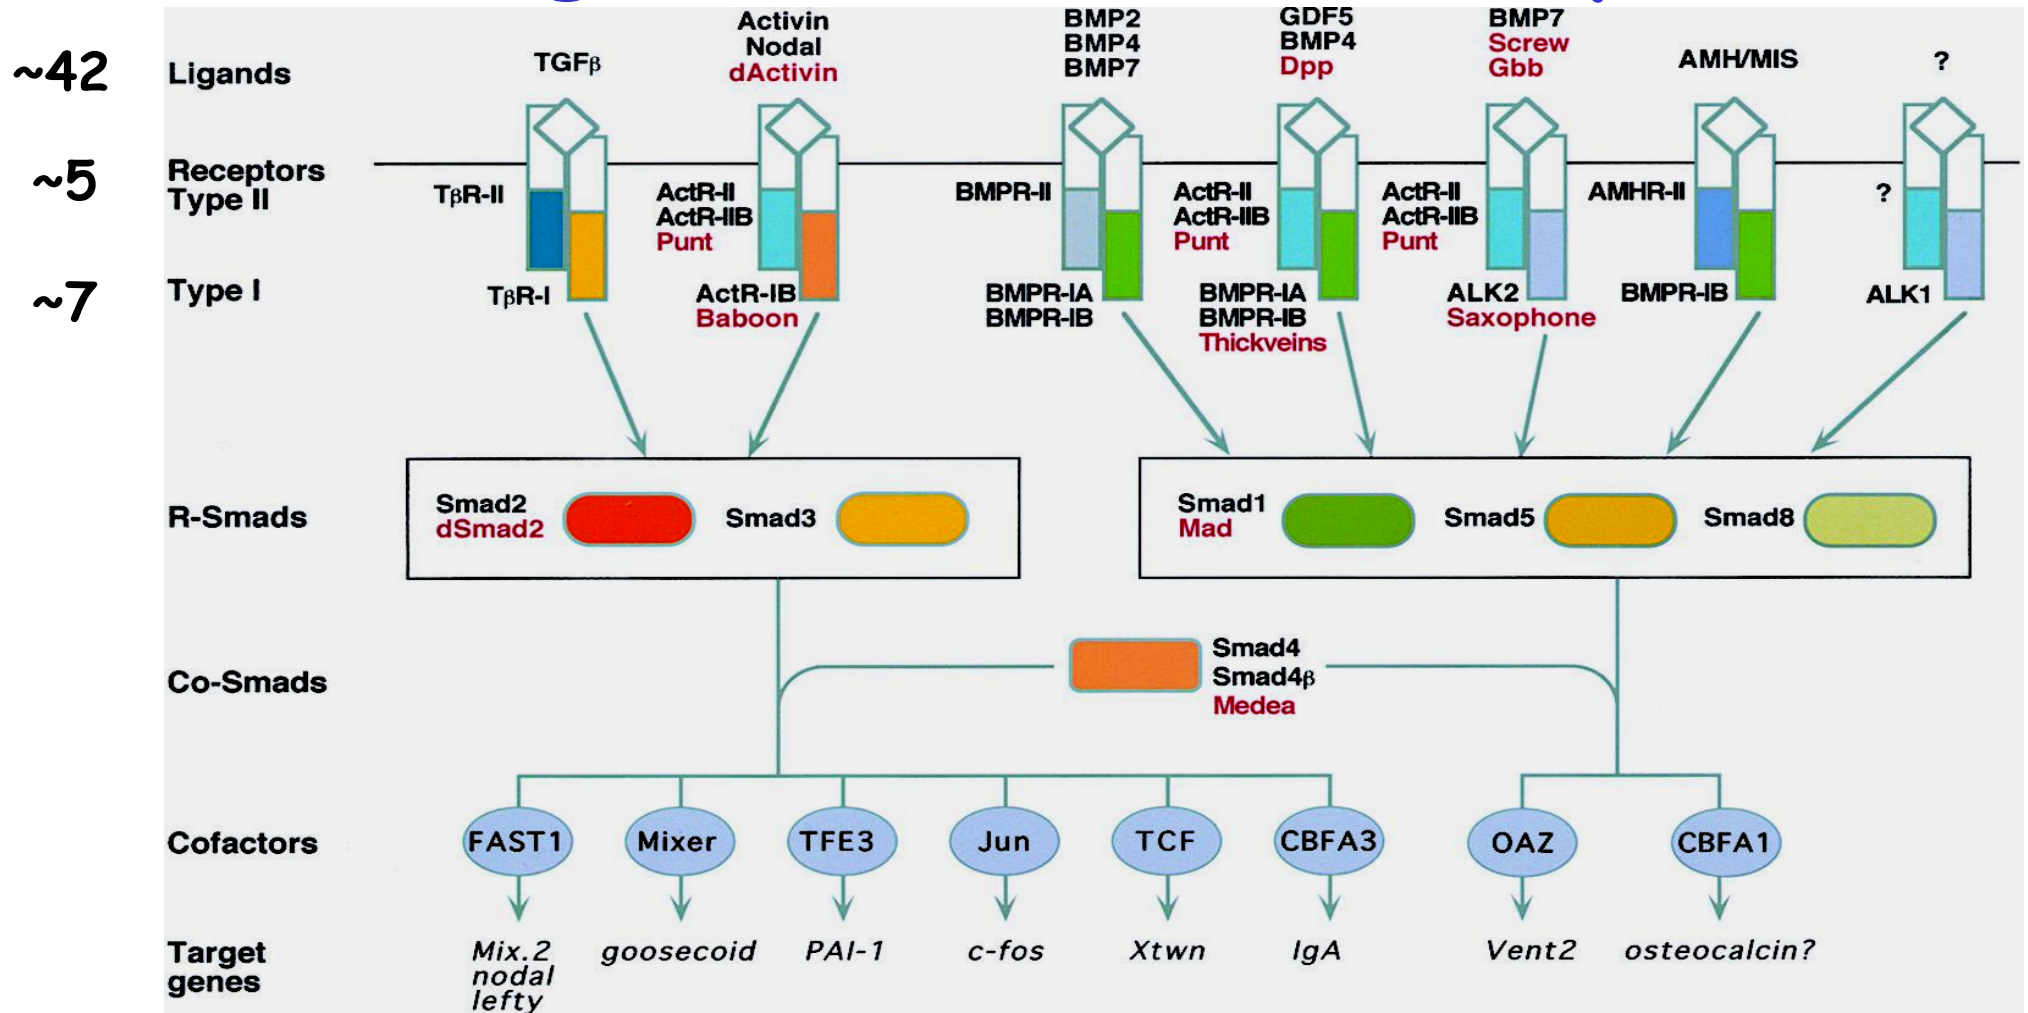 ~42
Ligands
TGFβ
Activin
Nodal
dActivin
BMP2
BMP4
BMP7
GDF5
BMP4
Dpp
BMP7
Screw
Gbb
AMH/MIS
?
~5
Receptors
Type II
TβR-II
ActR-II
ActR-IIB
Punt
BMPR-II
ActR-II
ActR-IIB
Punt
ActR-II
ActR-IIB
Punt
AMHR-II
?
~7
Type I
TβR-I
ActR-IB
Baboon
BMPR-IA
BMPR-IB
BMPR-IA
BMPR-IB
Thickveins
ALK2
Saxophone
BMPR-IB
ALK1
R-Smads
Smad2
dSmad2
Smad3
Smad1
Mad
Smad5
Smad8
Co-Smads
Smad4
Smad4β
Medea
Cofactors
FAST1
Mixer
TFE3
Jun
TCF
CBFA3
OAZ
CBFA1
Target
genes
Mix.2
nodal
lefty
goosecoid
PAI-1
c-fos
Xtwn
IgA
Vent2
osteocalcin?